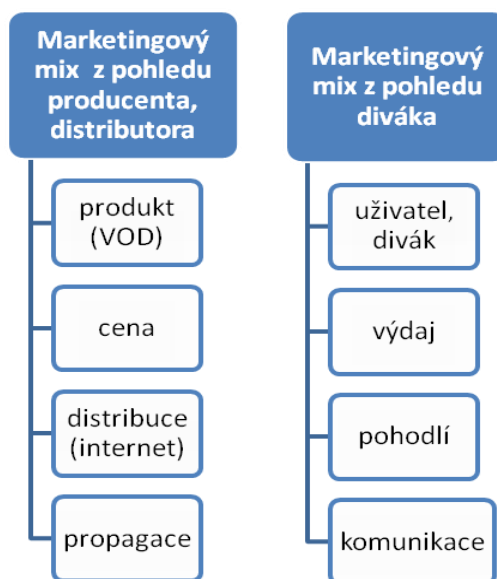 Marketingový
mix z pohledu
producenta,
distributora
produkt
(VOD)
cena
distribuce
(internet)
propagace
Marketingový
mix z pohledu
diváka
uživatel,
divák
výdaj
pohodlí
komunikace